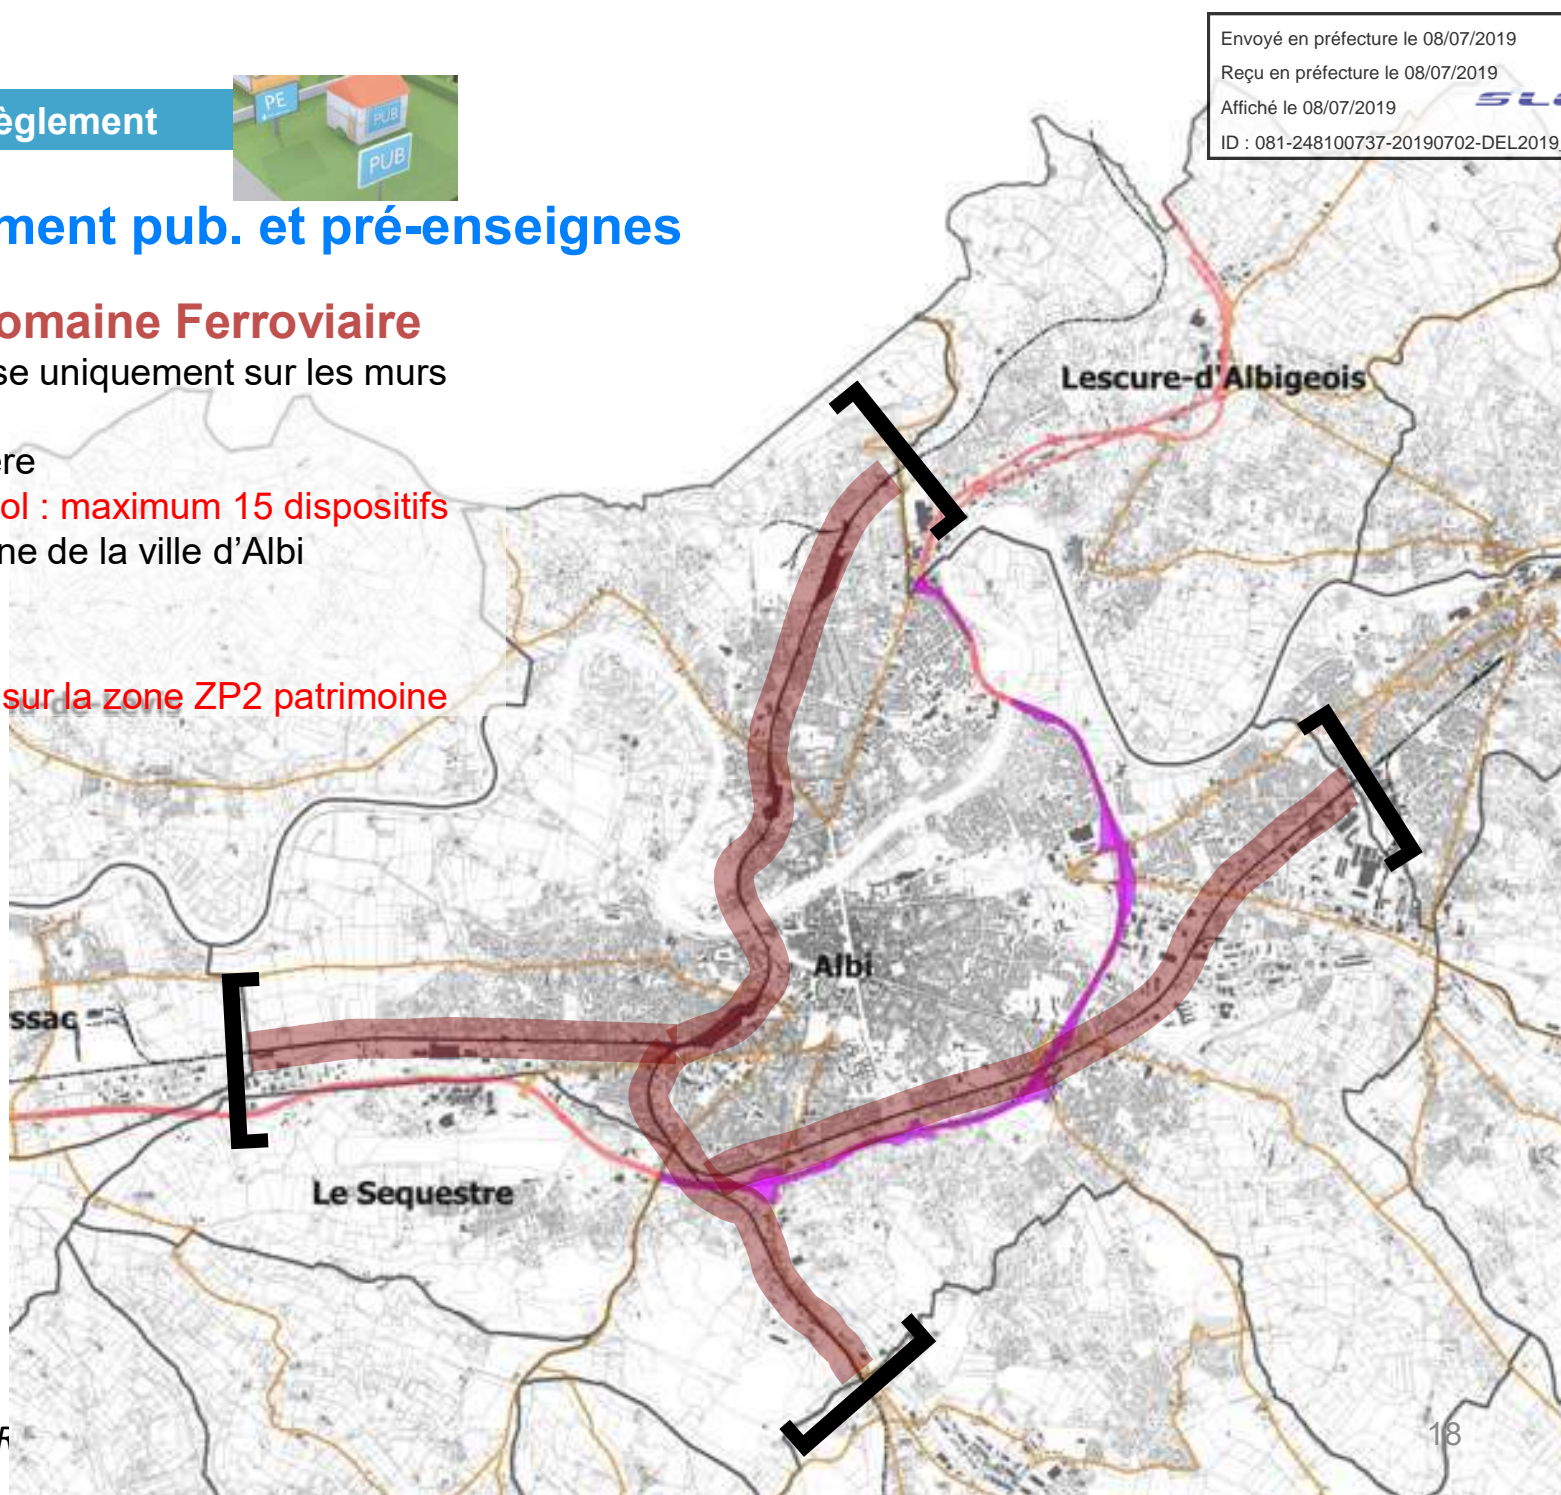 Envoyé en préfecture le 08/07/2019
Reçu en préfecture le 08/07/2019
Affiché le 08/07/2019
ID : 081-248100737-20190702-DEL2019_
èglement
PE
PUB
PUB
ment pub. et pré-enseignes
omaine Ferroviaire
se uniquement sur les murs
ère
ol : maximum 15 dispositifs
ne de la ville d’Albi
sur la zone ZP2 patrimoine
Lescure-d'Albigeois
Albi
ssac
Le Sequestre
18